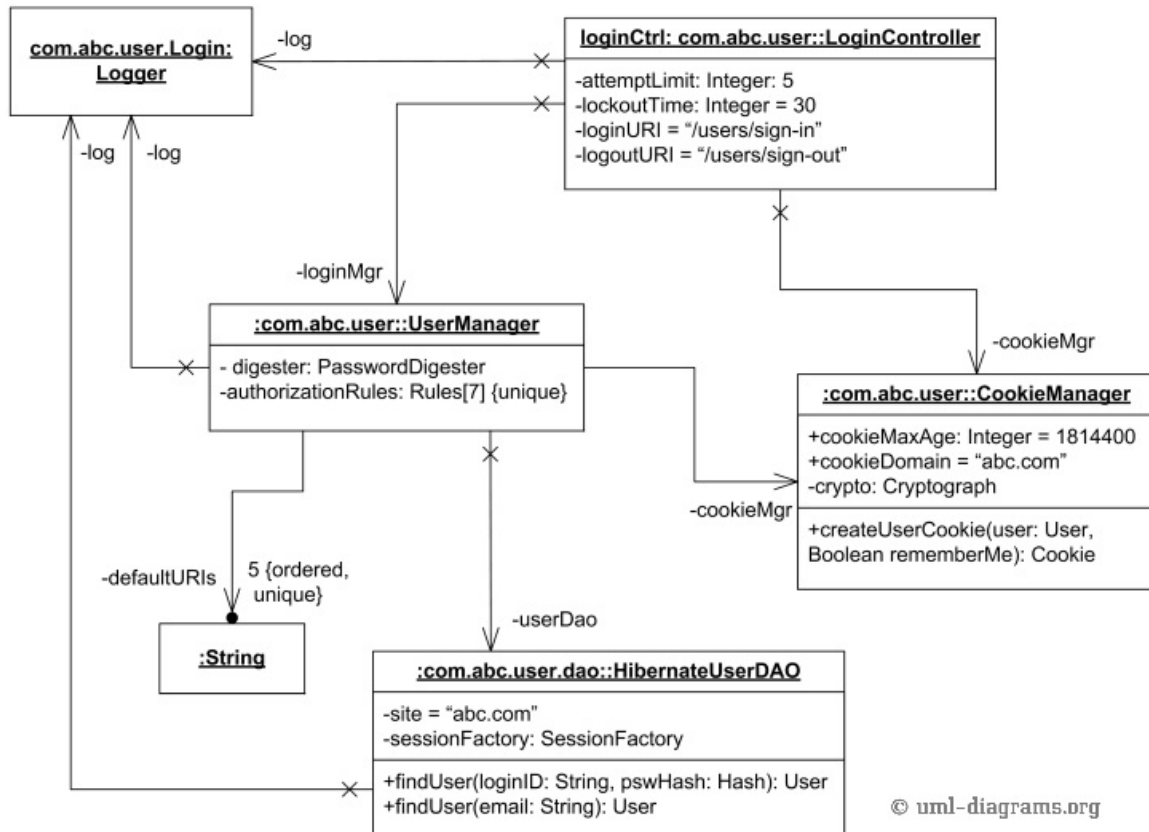 com.abc.user.Login:
Logger
-log
loginCtrl: com.abc.user::LoginController
-attemptLimit: Integer: 5
-lockoutTime: Integer = 30
-loginURI = “/users/sign-in”
-logoutURI = “/users/sign-out”
-log
-log
-loginMgr
:com.abc.user::UserManager
- digester: PasswordDigester
-authorizationRules: Rules[7] {unique}
-cookieMgr
:com.abc.user::CookieManager
+cookieMaxAge: Integer = 1814400
+cookieDomain = “abc.com”
-crypto: Cryptograph
+createUserCookie(user: User,
Boolean rememberMe): Cookie
-cookieMgr
-defaultURIs
5 {ordered,
unique}
:String
-userDao
:com.abc.user.dao::HibernateUserDAO
-site = “abc.com”
-sessionFactory: SessionFactory
+findUser(loginID: String, pswHash: Hash): User
+findUser(email: String): User
© uml-diagrams.org